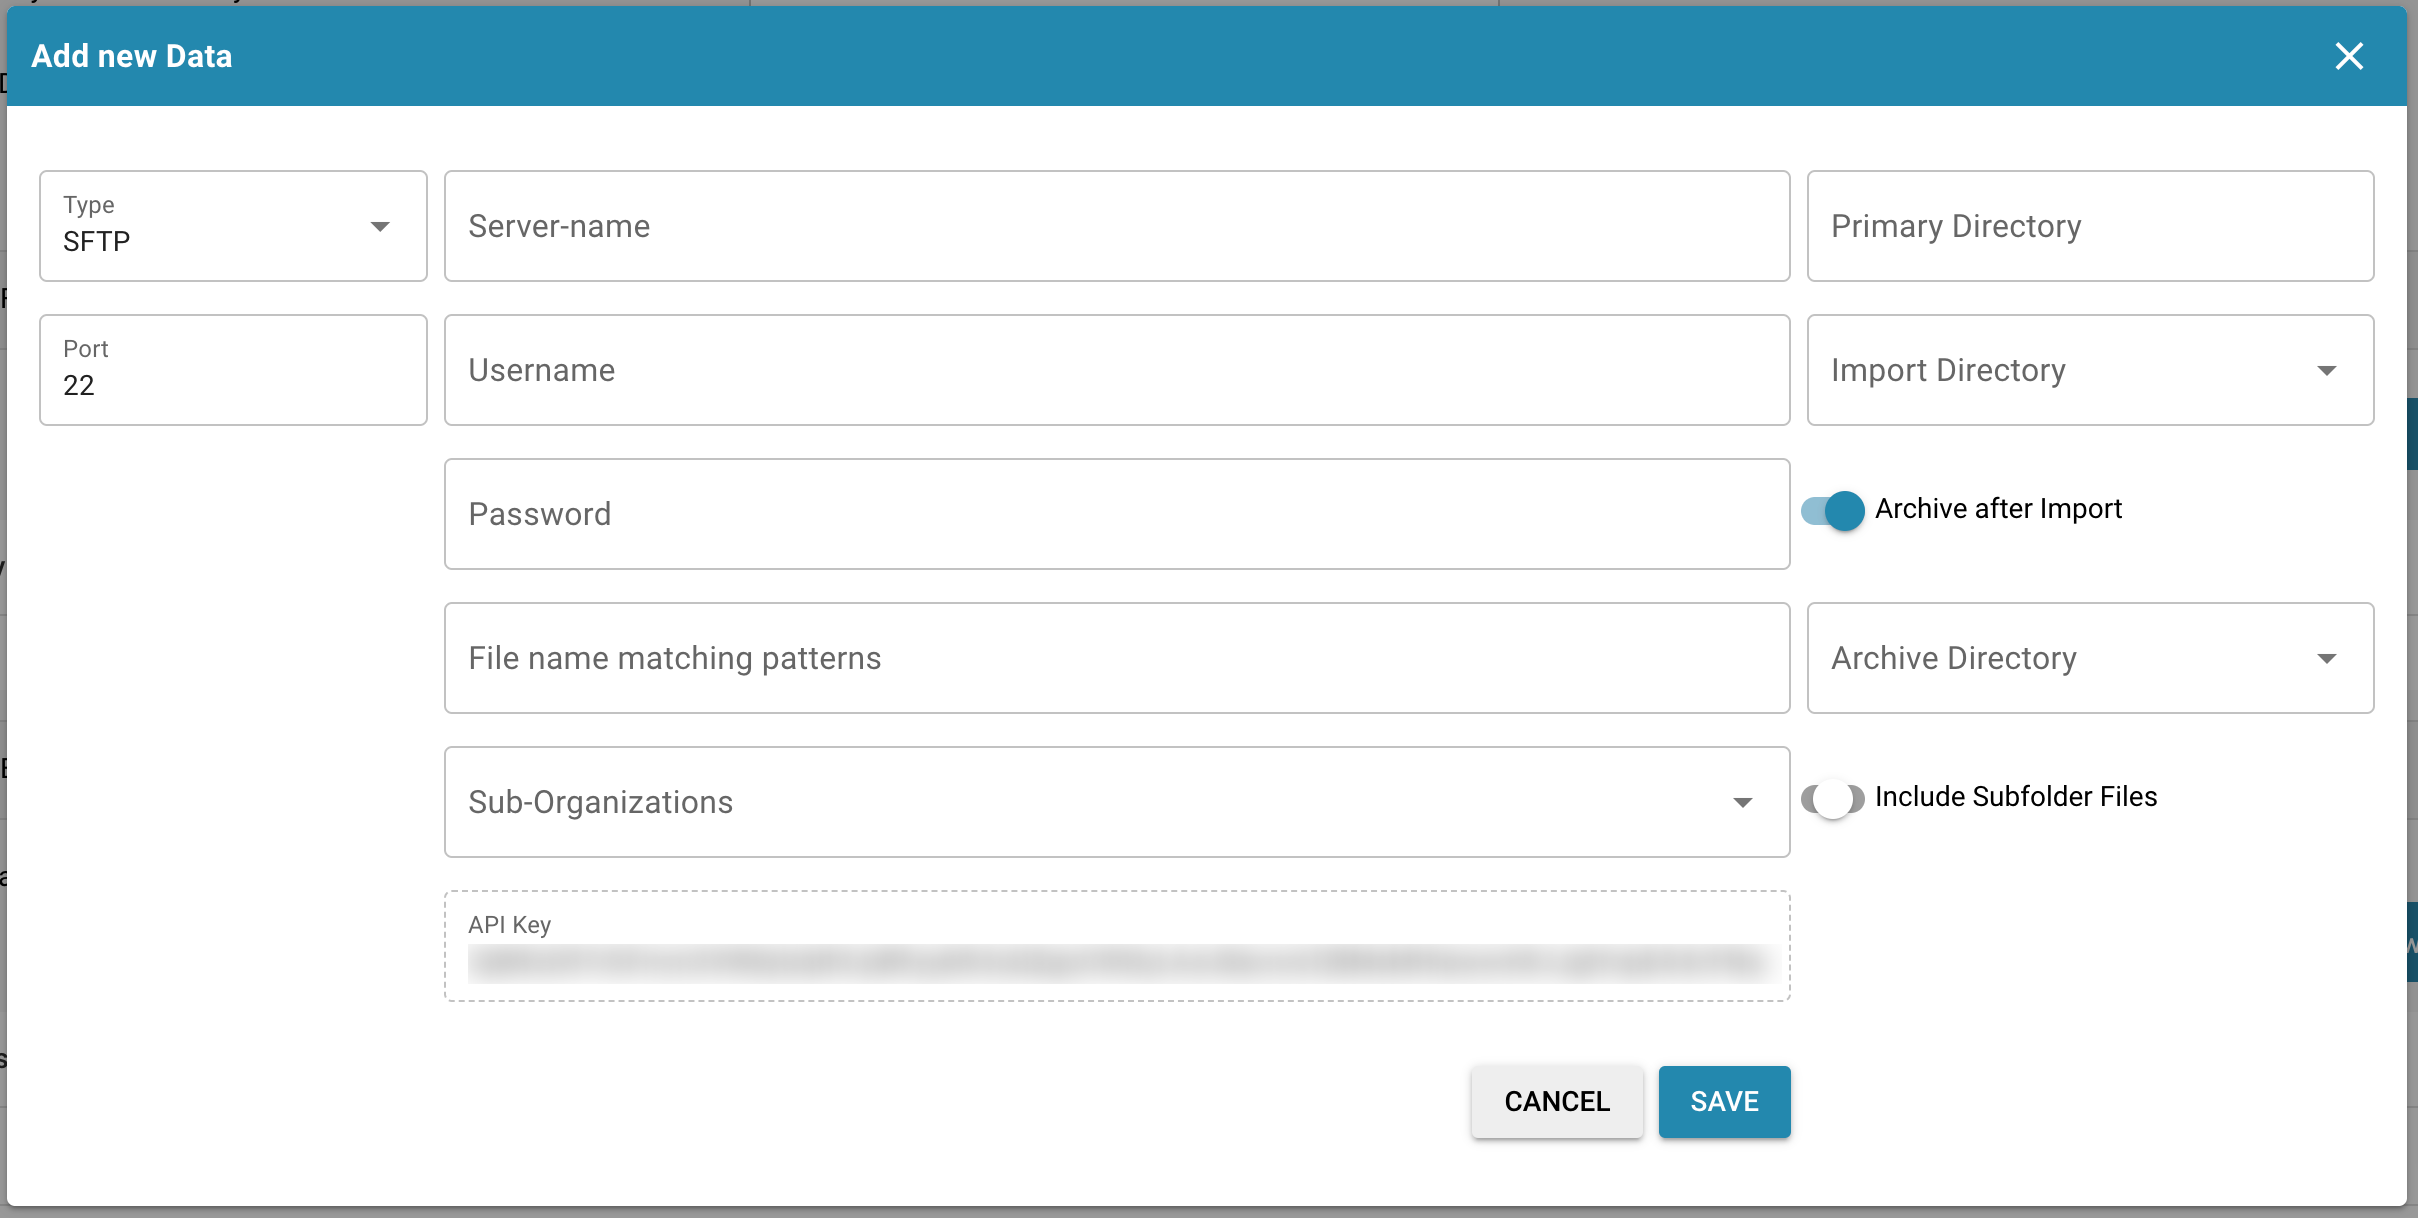 Add new Data
Type
SFTP
Server-name
Primary Directory
Port
22
Username
Import Directory
Password
Archive after Import
File name matching patterns
Archive Directory
Sub-Organizations
Include Subfolder Files
API Key
CANCEL
SAVE